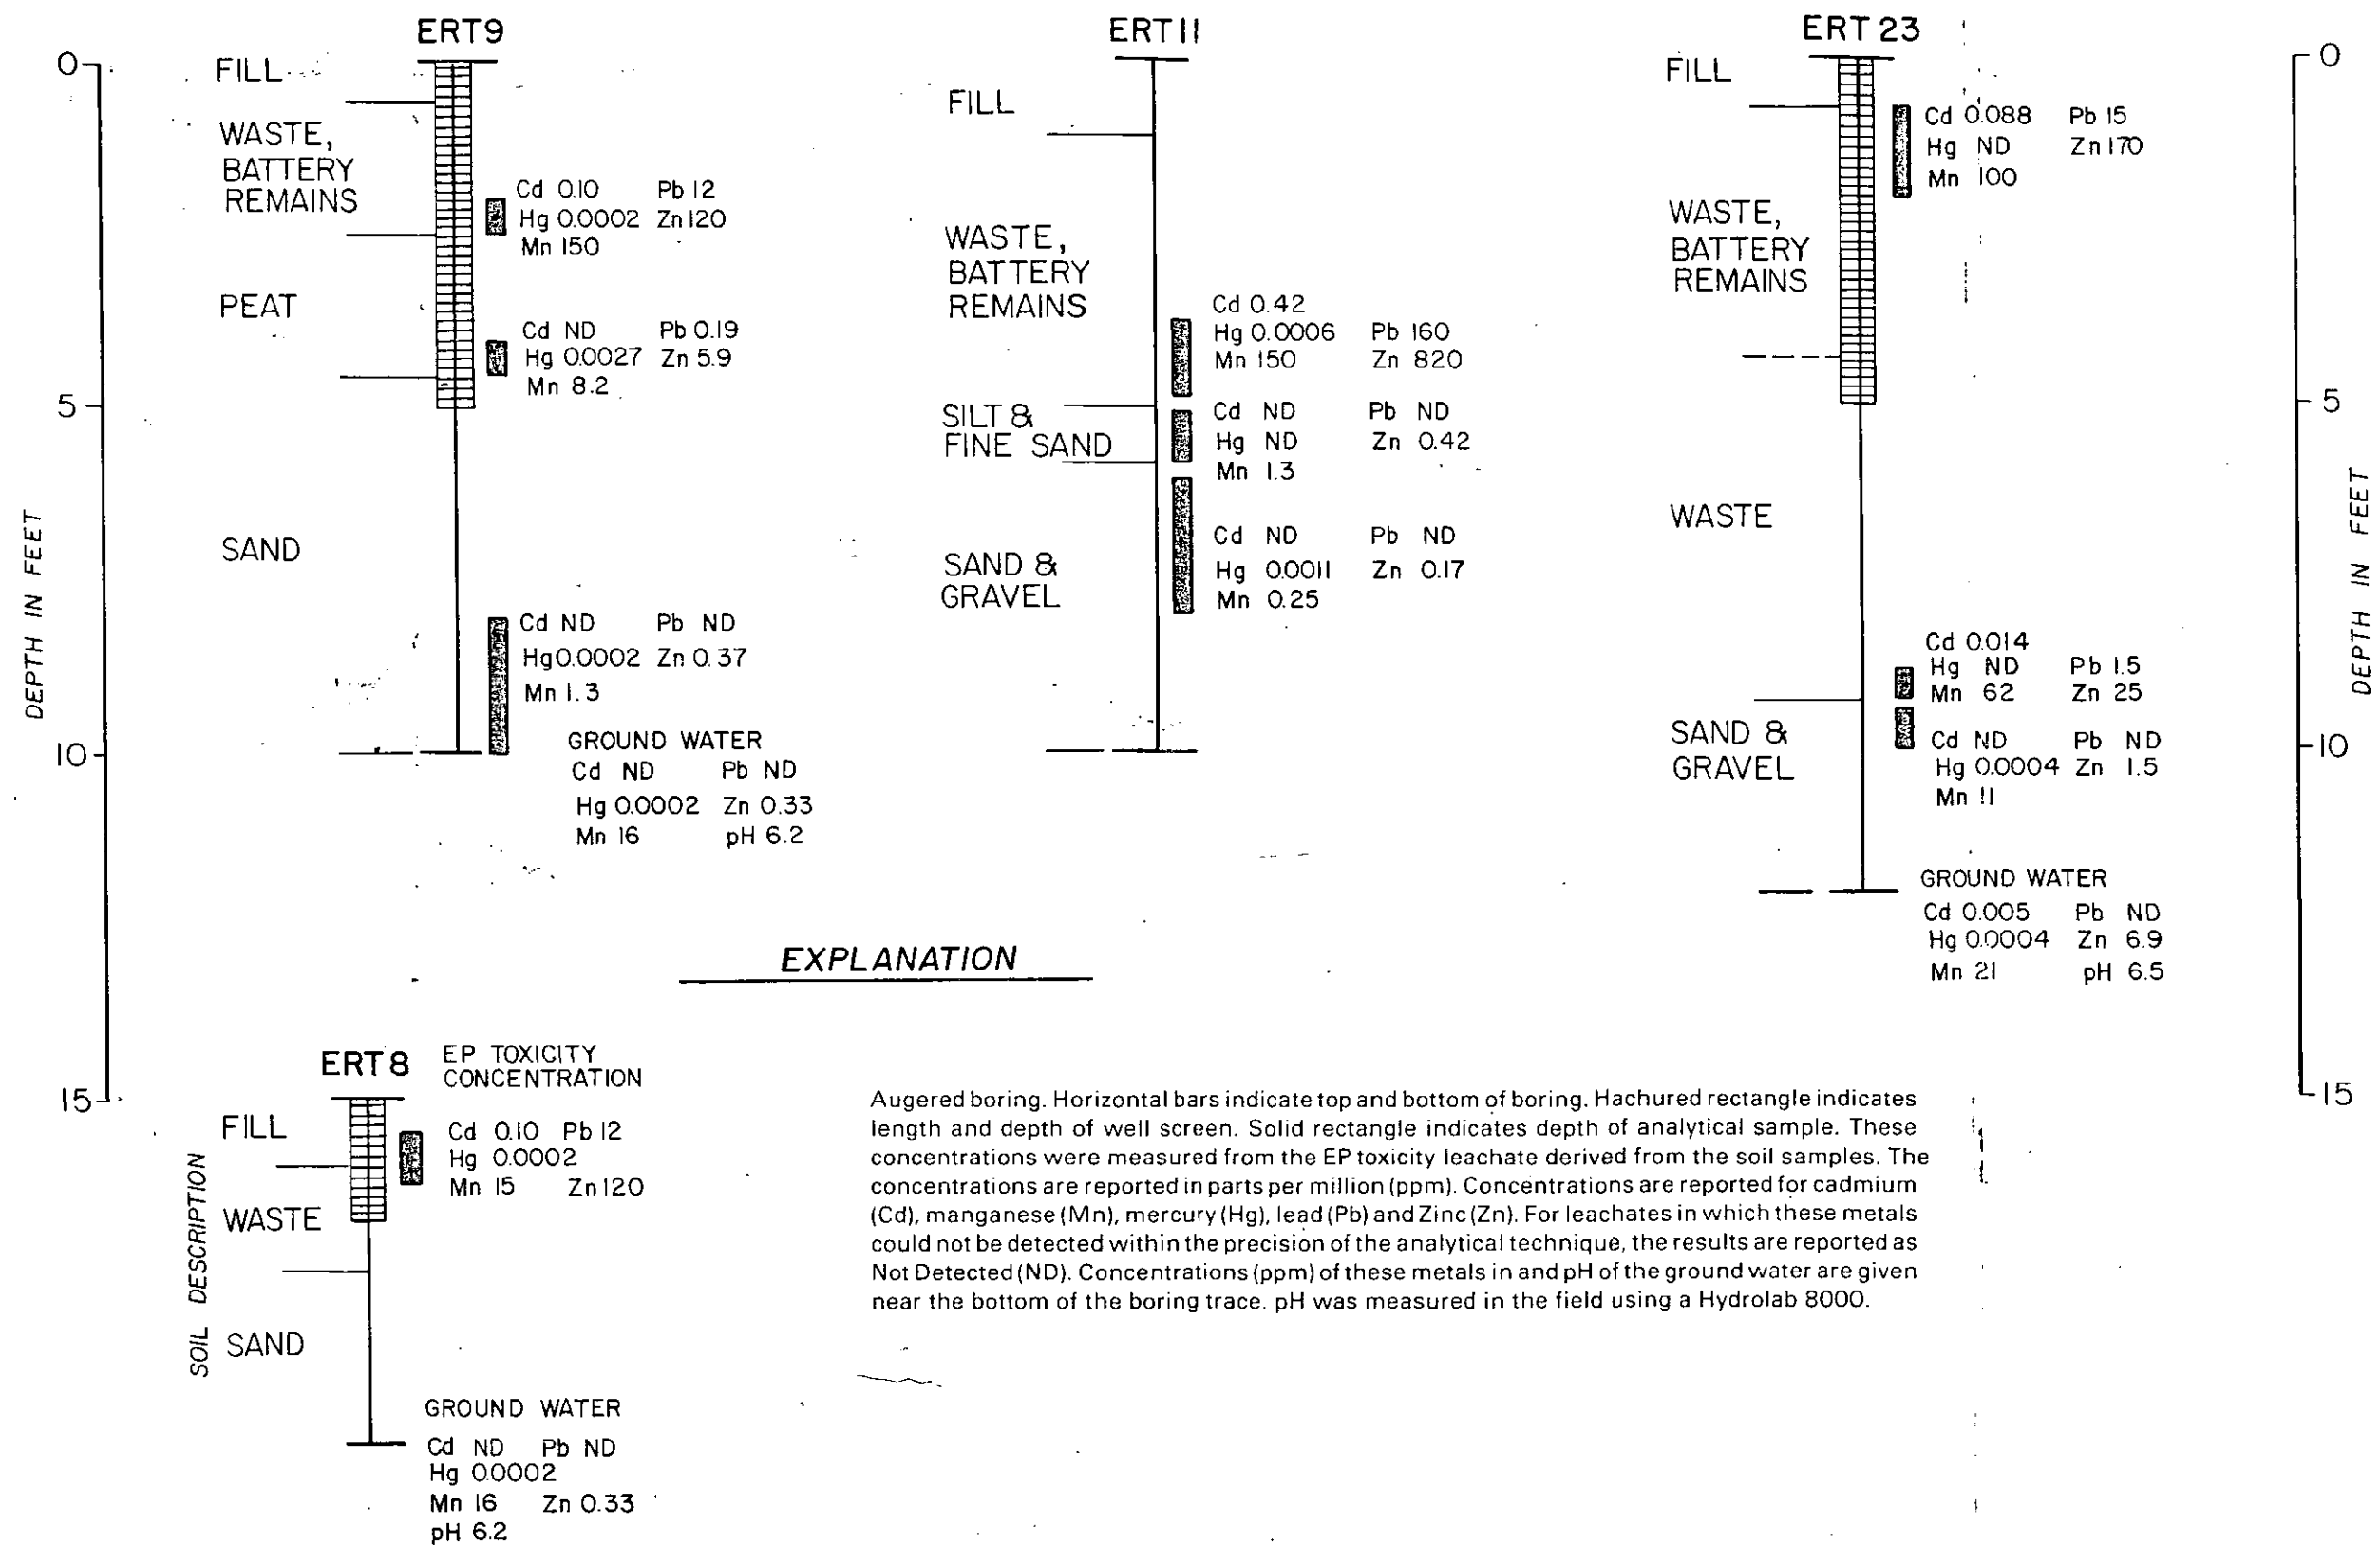 ERT9
ERT11
ERT 23
0
5
10
15
DEPTH IN FEET
FILL
WASTE,
BATTERY
REMAINS
PEAT
SAND
Cd 0.10 Pb 12
Hg 0.0002 Zn 120
Mn 150
Cd ND Pb 0.19
Hg 0.0027 Zn 5.9
Mn 8.2
Cd ND Pb ND
Hg 0.0002 Zn 0.37
Mn 1.3
GROUND WATER
Cd ND Pb ND
Hg 0.0002 Zn 0.33
Mn 16 pH 6.2
FILL
WASTE,
BATTERY
REMAINS
SILT &
FINE SAND
SAND &
GRAVEL
Cd 0.42
Hg 0.0006 Pb 160
Mn 150 Zn 820
Cd ND Pb ND
Hg ND Zn 0.42
Mn 1.3
Cd ND Pb ND
Hg 0.0011 Zn 0.17
Mn 0.25
FILL
WASTE,
BATTERY
REMAINS
WASTE
SAND &
GRAVEL
Cd 0.088 Pb 15
Hg ND Zn 170
Mn 100
Cd 0.014
Hg ND Pb 1.5
Mn 62 Zn 25
Cd ND Pb ND
Hg 0.0004 Zn 1.5
Mn 11
GROUND WATER
Cd 0.005 Pb ND
Hg 0.0004 Zn 6.9
Mn 21 pH 6.5
0
5
10
15
DEPTH IN FEET
EXPLANATION
ERT 8
EP TOXICITY
CONCENTRATION
SOIL DESCRIPTION
FILL
WASTE
SAND
Cd 0.10 Pb 12
Hg 0.0002
Mn 15 Zn 120
GROUND WATER
Cd ND Pb ND
Hg 0.0002
Mn 16 Zn 0.33
pH 6.2
Augered boring. Horizontal bars indicate top and bottom of boring. Hachured rectangle indicates
length and depth of well screen. Solid rectangle indicates depth of analytical sample. These
concentrations were measured from the EP toxicity leachate derived from the soil samples. The
concentrations are reported in parts per million (ppm). Concentrations are reported for cadmium
(Cd), manganese (Mn), mercury (Hg), lead (Pb) and Zinc (Zn). For leachates in which these metals
could not be detected within the precision of the analytical technique, the results are reported as
Not Detected (ND). Concentrations (ppm) of these metals in and pH of the ground water are given
near the bottom of the boring trace. pH was measured in the field using a Hydrolab 8000.